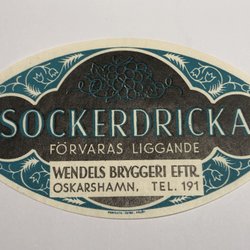 SOCKERDRICKA
FÖRVARAS LIGGANDE
WENDELS BRYGGERI EFTR.
OSKARSHAMN, TEL. 191